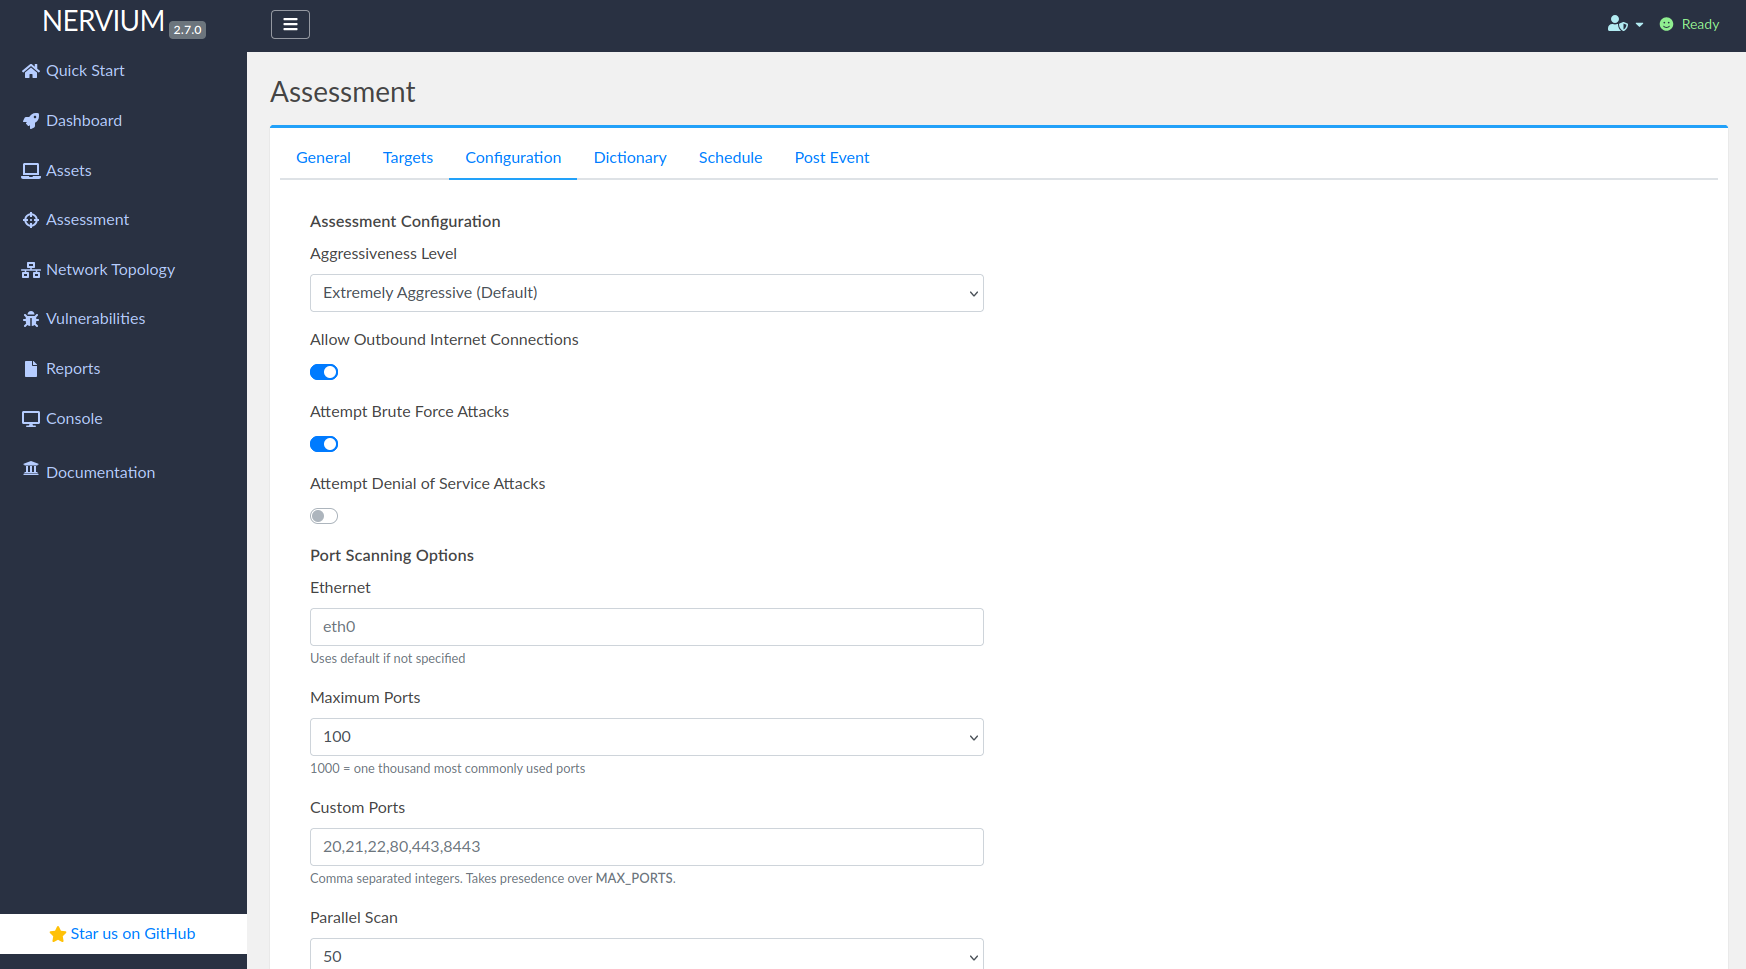 NERVIUM 2.7.0
Ready
Quick Start
Dashboard
Assets
Assessment
Network Topology
Vulnerabilities
Reports
Console
Documentation
Star us on GitHub
Assessment
General Targets Configuration Dictionary Schedule Post Event
Assessment Configuration
Aggressiveness Level
Extremely Aggressive (Default)
Allow Outbound Internet Connections
Attempt Brute Force Attacks
Attempt Denial of Service Attacks
Port Scanning Options
Ethernet
eth0
Uses default if not specified
Maximum Ports
100
1000 = one thousand most commonly used ports
Custom Ports
20,21,22,80,443,8443
Comma separated integers. Takes presedence over MAX_PORTS.
Parallel Scan
50